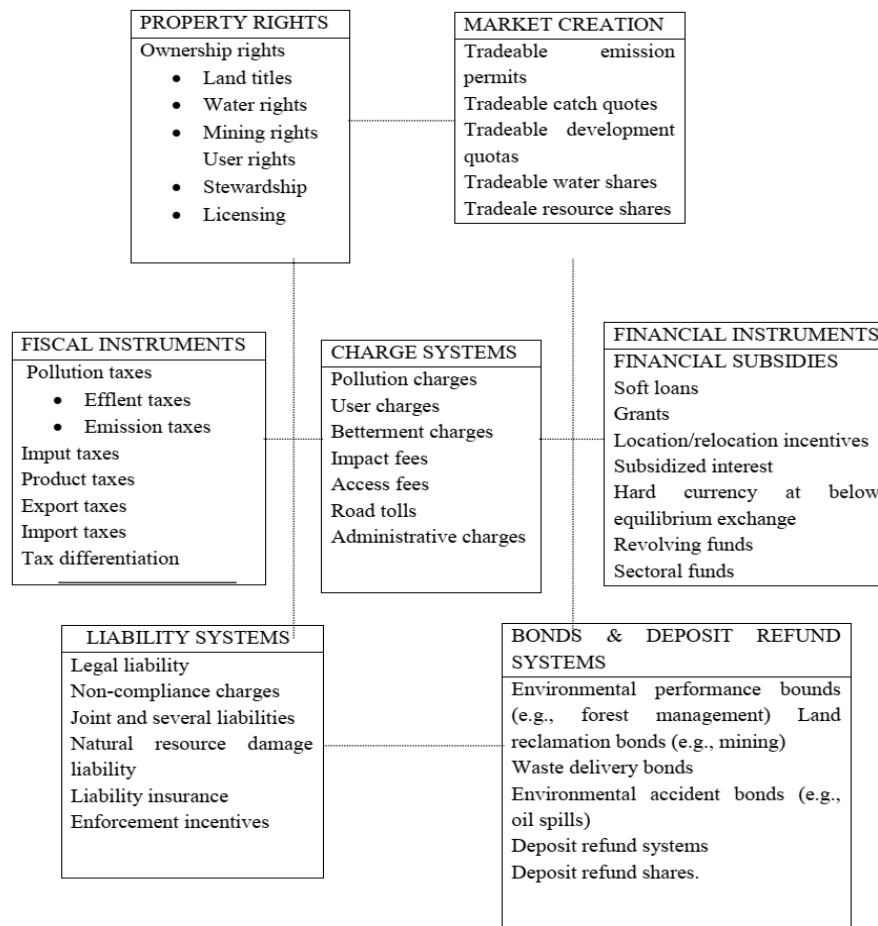 PROPERTY RIGHTS
Ownership rights
• Land titles
• Water rights
• Mining rights
User rights
• Stewardship
• Licensing
MARKET CREATION
Tradeable emission
permits
Tradeable catch quotes
Tradeable development
quotas
Tradeable water shares
Tradeale resource shares
FISCAL INSTRUMENTS
Pollution taxes
• Efflent taxes
• Emission taxes
Imput taxes
Product taxes
Export taxes
Import taxes
Tax differentiation
CHARGE SYSTEMS
Pollution charges
User charges
Betterment charges
Impact fees
Access fees
Road tolls
Administrative charges
FINANCIAL INSTRUMENTS
FINANCIAL SUBSIDIES
Soft loans
Grants
Location/relocation incentives
Subsidized interest
Hard currency at below
equilibrium exchange
Revolving funds
Sectoral funds
LIABILITY SYSTEMS
Legal liability
Non-compliance charges
Joint and several liabilities
Natural resource damage
liability
Liability insurance
Enforcement incentives
BONDS & DEPOSIT REFUND
SYSTEMS
Environmental performance bounds
(e.g., forest management) Land
reclamation bonds (e.g., mining)
Waste delivery bonds
Environmental accident bonds (e.g.,
oil spills)
Deposit refund systems
Deposit refund shares.